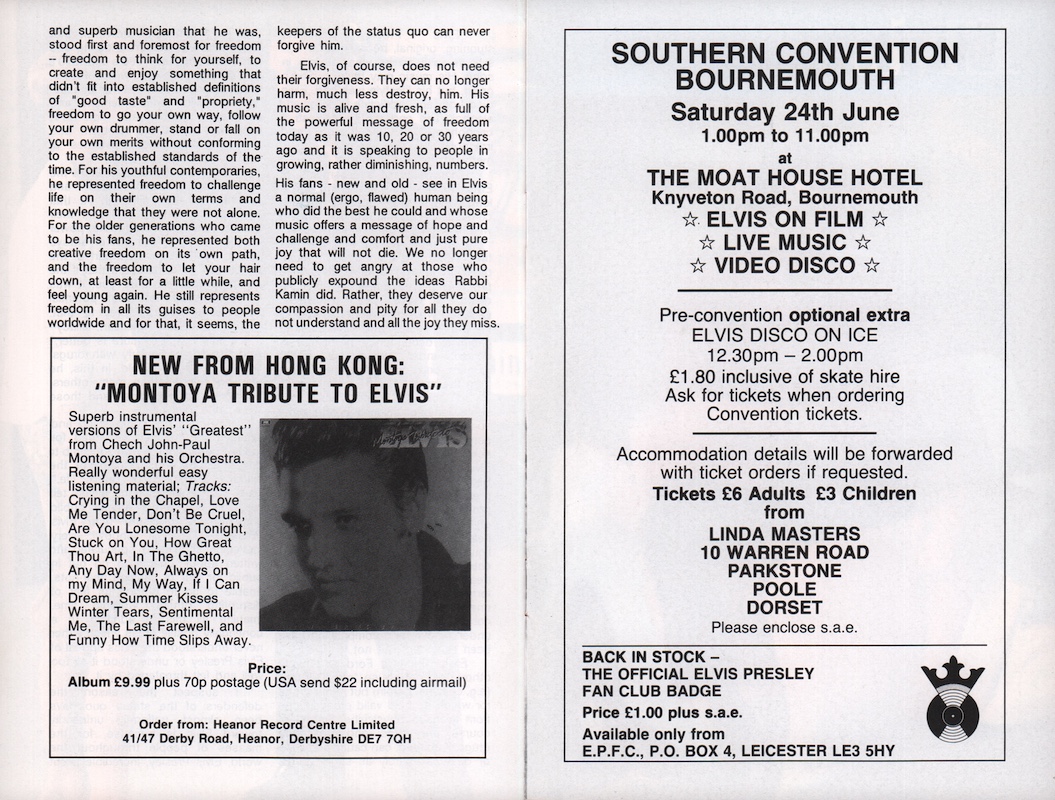 and superb musician that he was,
stood first and foremost for freedom
-- freedom to think for yourself, to
create and enjoy something that
didn't fit into established definitions
of "good taste" and "propriety,"
freedom to go your own way, follow
your own drummer, stand or fall on
your own merits without conforming
to the established standards of the
time. For his youthful contemporaries,
he represented freedom to challenge
life on their own terms and
knowledge that they were not alone.
For the older generations who came
to be his fans, he represented both
creative freedom on its own path,
and the freedom to let your hair
down, at least for a little while, and
feel young again. He still represents
freedom in all its guises to people
worldwide and for that, it seems, the
keepers of the status quo can never
forgive him.
Elvis, of course, does not need
their forgiveness. They can no longer
harm, much less destroy, him. His
music is alive and fresh, as full of
the powerful message of freedom
today as it was 10, 20 or 30 years
ago and it is speaking to people in
growing, rather diminishing, numbers.
His fans - new and old - see in Elvis
a normal (ergo, flawed) human being
who did the best he could and whose
music offers a message of hope and
challenge and comfort and just pure
joy that will not die. We no longer
need to get angry at those who
publicly expound the ideas Rabbi
Kamin did. Rather, they deserve our
compassion and pity for all they do
not understand and all the joy they miss.
NEW FROM HONG KONG:
"MONTOYA TRIBUTE TO ELVIS"
Superb instrumental
versions of Elvis' ''Greatest''
from Chech John-Paul
Montoya and his Orchestra.
Really wonderful easy
listening material; Tracks:
Crying in the Chapel, Love
Me Tender, Don't Be Cruel,
Are You Lonesome Tonight,
Stuck on You, How Great
Thou Art, In The Ghetto,
Any Day Now, Always on
my Mind, My Way, If I Can
Dream, Summer Kisses
Winter Tears, Sentimental
Me, The Last Farewell, and
Funny How Time Slips Away.
ELVIS
Price:
Album £9.99 plus 70p postage (USA send $22 including airmail)
Order from: Heanor Record Centre Limited
41/47 Derby Road, Heanor, Derbyshire DE7 7QH
SOUTHERN CONVENTION
BOURNEMOUTH
Saturday 24th June
1.00pm to 11.00pm
at
THE MOAT HOUSE HOTEL
Knyveton Road, Bournemouth
☆ ELVIS ON FILM ☆
☆ LIVE MUSIC ☆
☆ VIDEO DISCO ☆
Pre-convention optional extra
ELVIS DISCO ON ICE
12.30pm – 2.00pm
£1.80 inclusive of skate hire
Ask for tickets when ordering
Convention tickets.
Accommodation details will be forwarded
with ticket orders if requested.
Tickets £6 Adults £3 Children
from
LINDA MASTERS
10 WARREN ROAD
PARKSTONE
POOLE
DORSET
Please enclose s.a.e.
BACK IN STOCK –
THE OFFICIAL ELVIS PRESLEY
FAN CLUB BADGE
Price £1.00 plus s.a.e.
Available only from
E.P.F.C., P.O. BOX 4, LEICESTER LE3 5HY